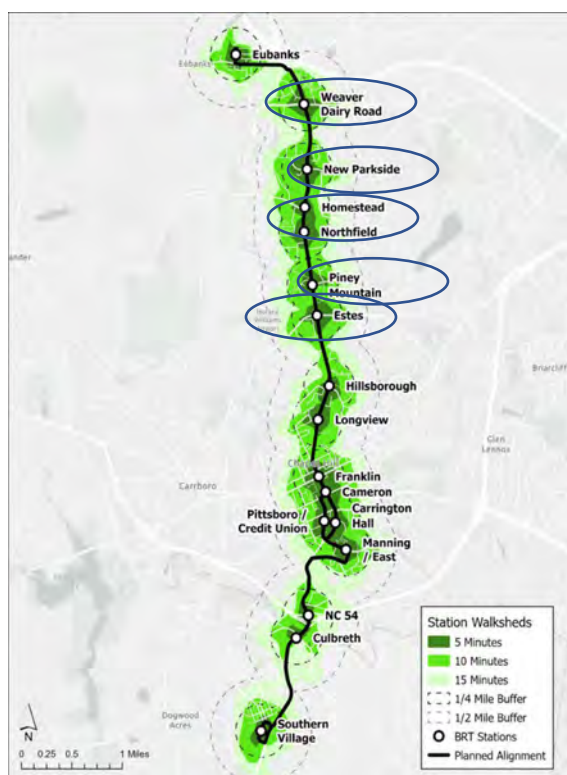 Eubanks
Eubanks
Weaver
Dairy Road
New Parkside
Homestead
Northfield
Piney
Mountain
Estes
Hillsborough
Briarcliff
Longview
Glen
Lennox
Franklin
Carrboro
Cameron
Carrington
Hall
Pittsboro /
Credit Union
Manning
/ East
NC 54
Culbreth
Dogwood
Acres
Southern
Village
Station Walksheds
5 Minutes
10 Minutes
15 Minutes
1/4 Mile Buffer
1/2 Mile Buffer
BRT Stations
Planned Alignment
N
0 0.25 0.5 1 Miles